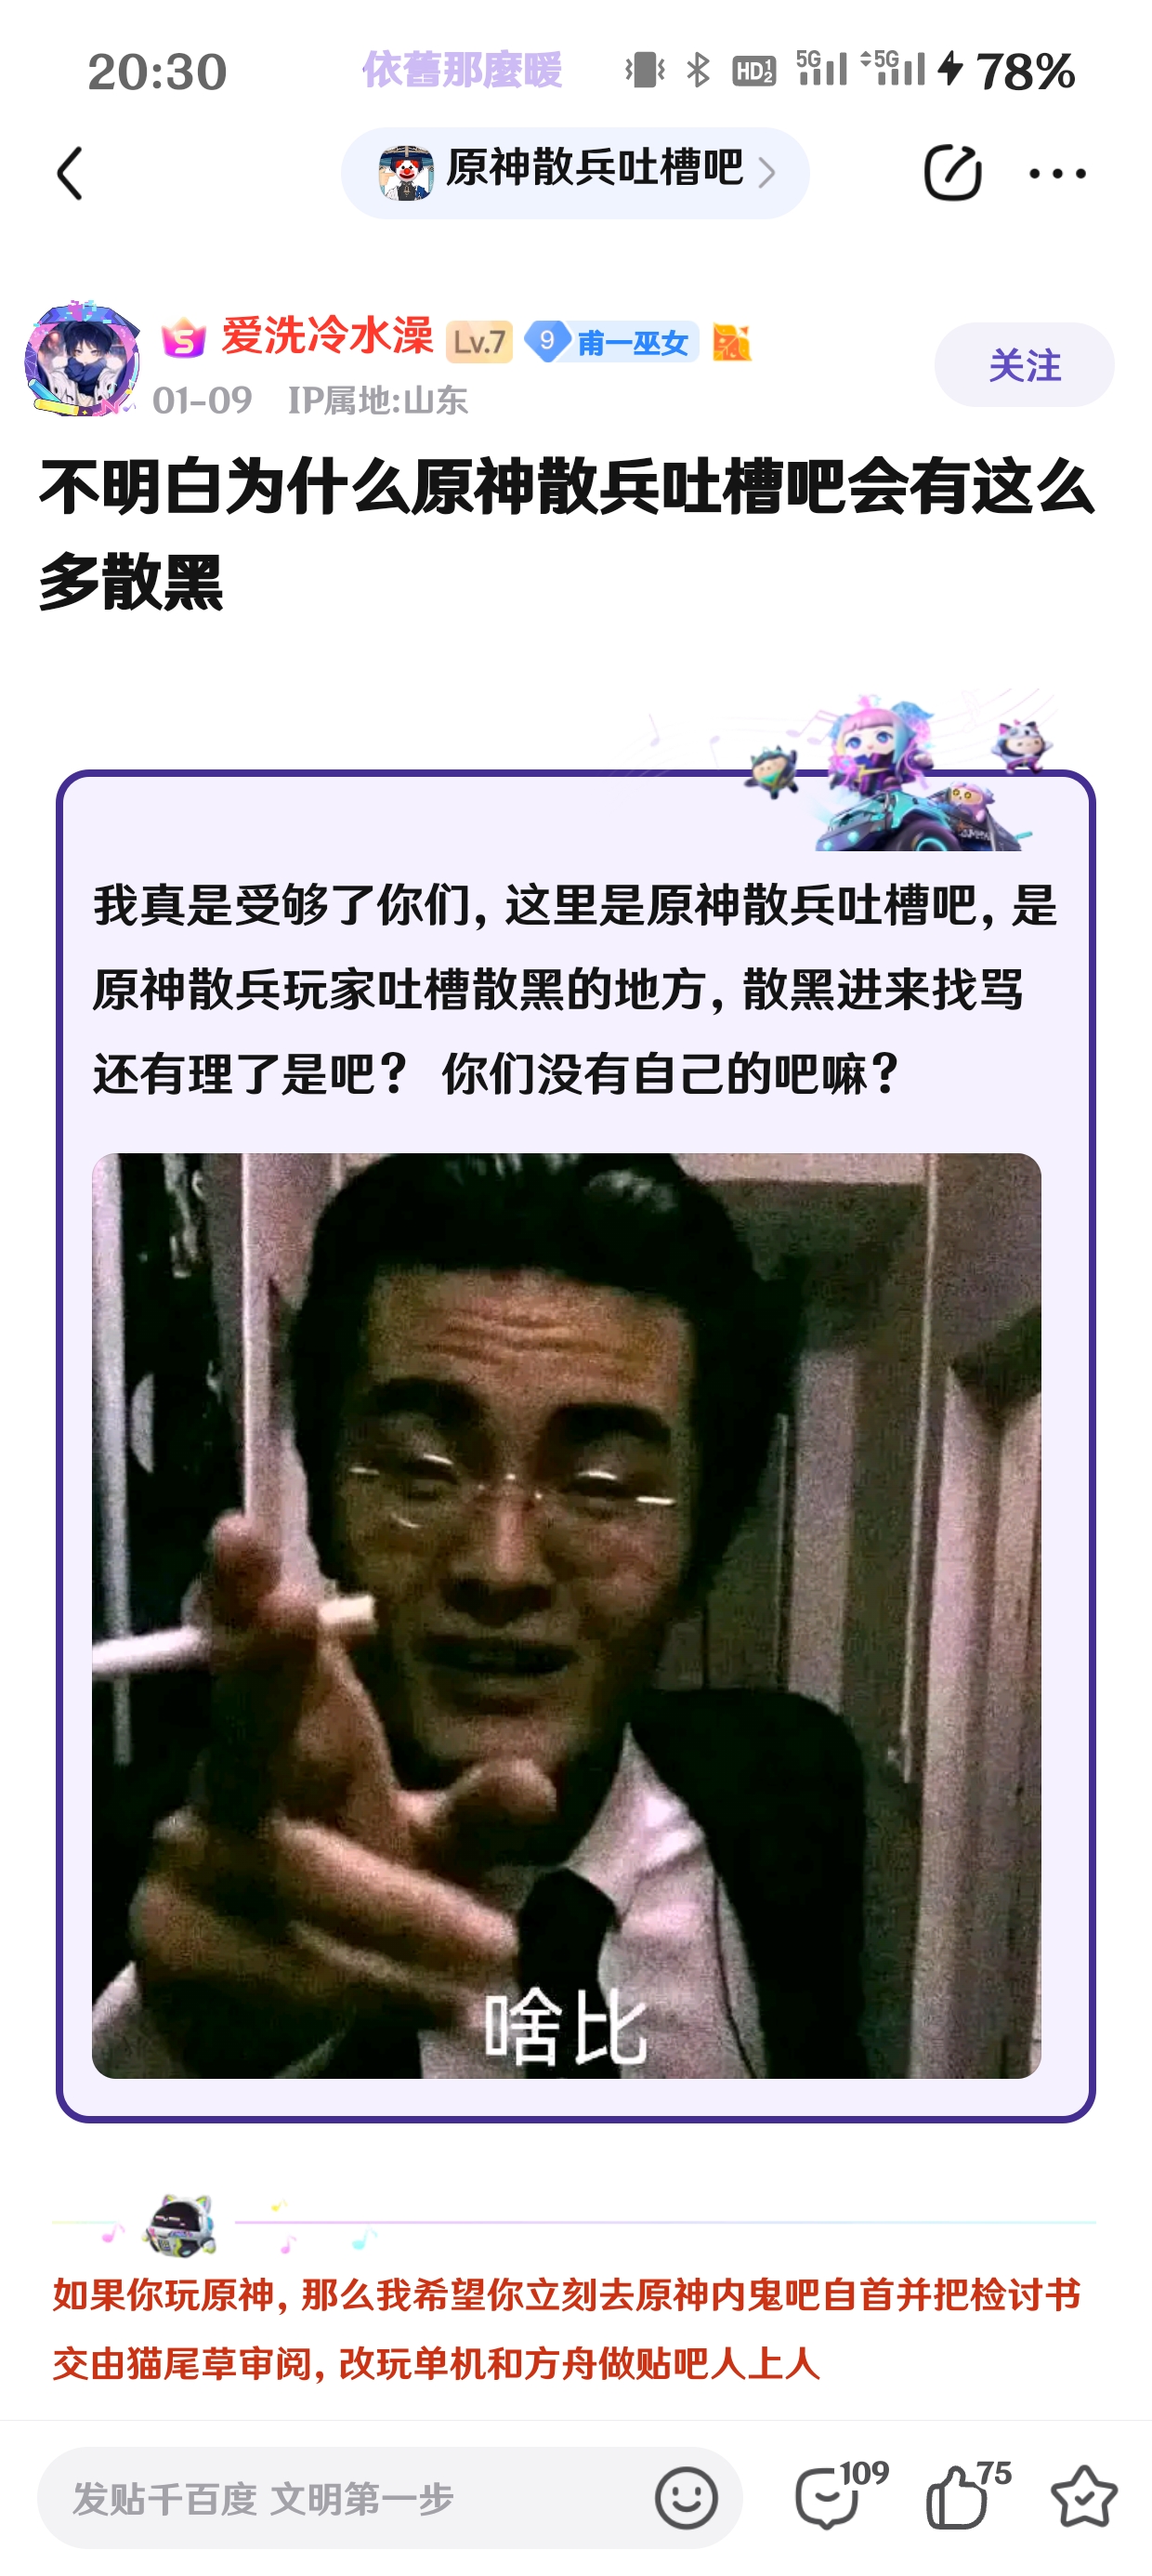 20:30 依舊那麼暖 HD 1 2 5G 5G 78%
原神散兵吐槽吧
S 爱洗冷水澡 Lv.7 9 甫一巫女
01-09 IP属地:山东
关注
不明白为什么原神散兵吐槽吧会有这么
多散黑
我真是受够了你们，这里是原神散兵吐槽吧，是
原神散兵玩家吐槽散黑的地方，散黑进来找骂
还有理了是吧？ 你们没有自己的吧嘛？
啥比
如果你玩原神，那么我希望你立刻去原神内鬼吧自首并把检讨书
交由猫尾草审阅，改玩单机和方舟做贴吧人上人
发贴千百度 文明第一步
109
75